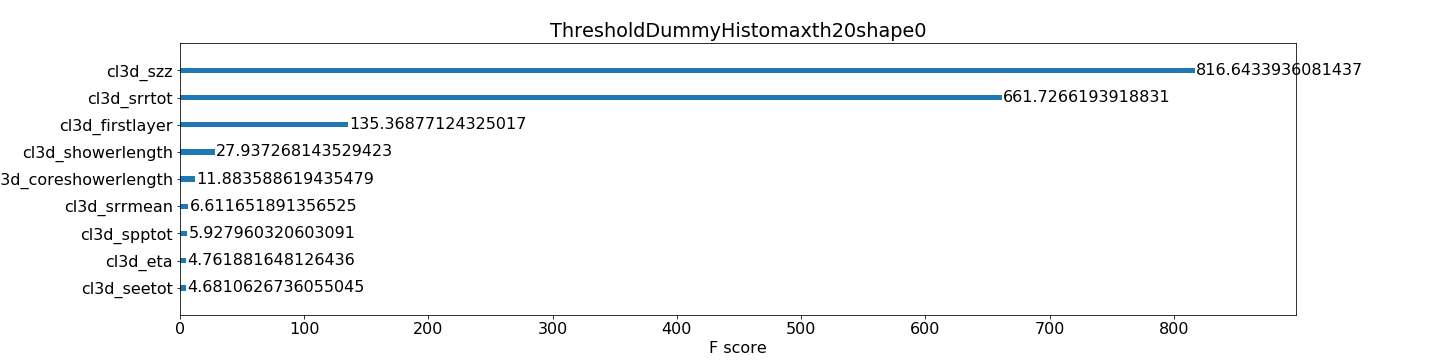 ThresholdDummyHistomaxth20shape0
cl3d_szz 816.6433936081437
cl3d_srrtot 661.7266193918831
cl3d_firstlayer 135.36877124325017
cl3d_showerlength 27.937268143529423
3d_coreshowerlength 11.883588619435479
cl3d_srrmean 6.611651891356525
cl3d_spptot 5.927960320603091
cl3d_eta 4.761881648126436
cl3d_seetot 4.6810626736055045
0 100 200 300 400 500 600 700 800
F score